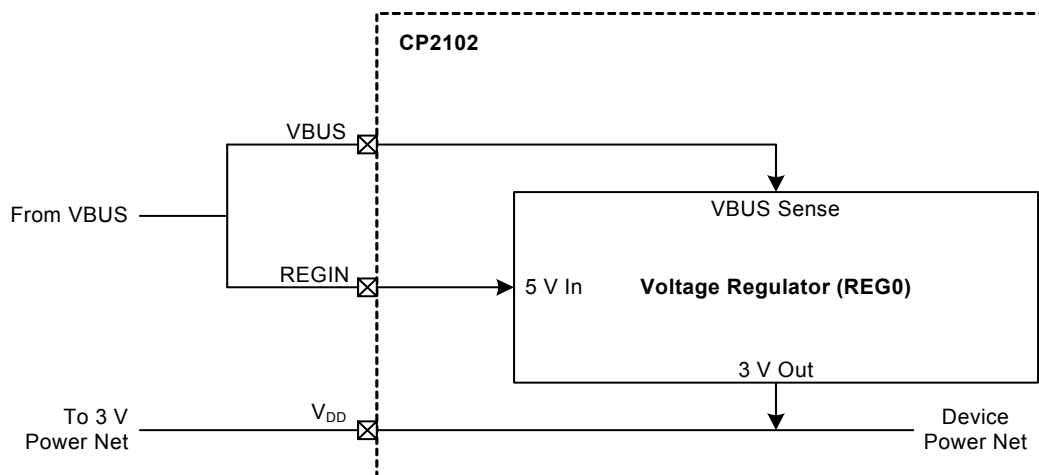 CP2102
VBUS
From VBUS
VBUS Sense
REGIN
5 V In
Voltage Regulator (REG0)
3 V Out
To 3 V
Power Net
VDD
Device
Power Net